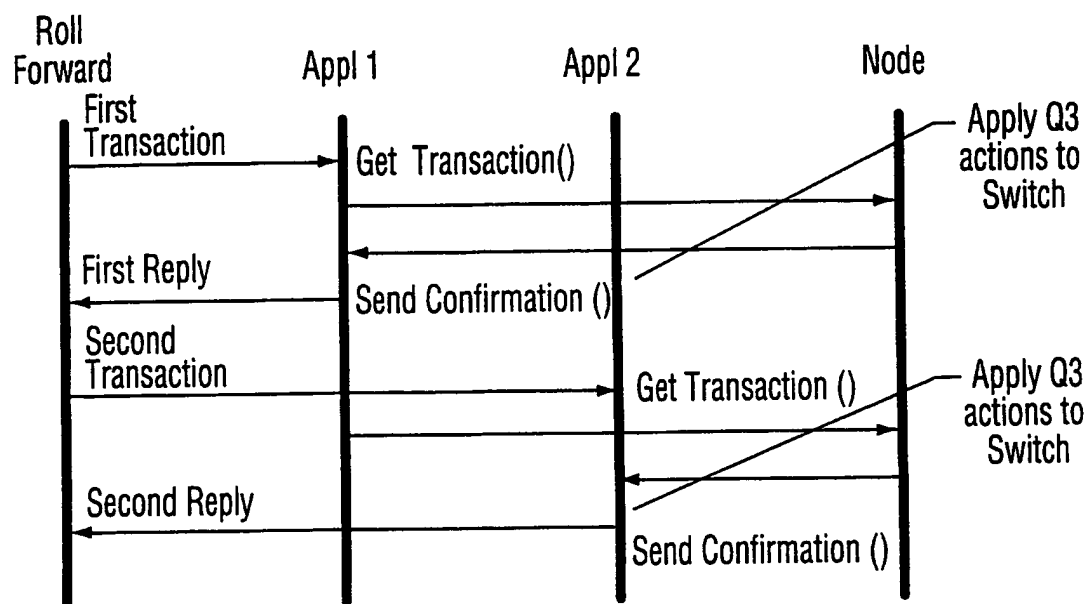 Roll
Forward
Appl 1
Appl 2
Node
First
Transaction
Get Transaction()
Apply Q3
actions to
Switch
First Reply
Send Confirmation ()
Second
Transaction
Get Transaction ()
Apply Q3
actions to
Switch
Second Reply
Send Confirmation ()